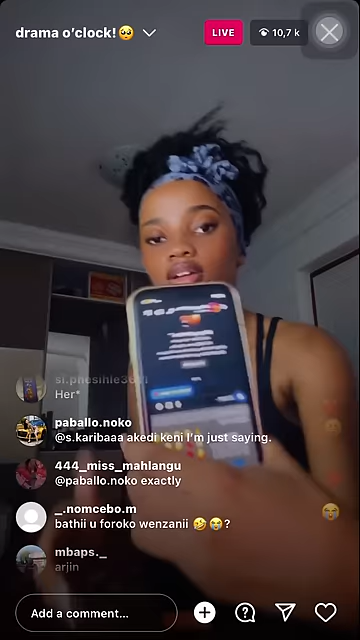 drama o'clock!🥺
LIVE
10,7 k
Her*
paballo.noko
@s.karibaaa akedi keni I'm just saying.
444_miss_mahlangu
@paballo.noko exactly
_.nomcebo.m
bathii u foroko wenzanii 🤣😭?
mbaps._
arjin
Add a comment...